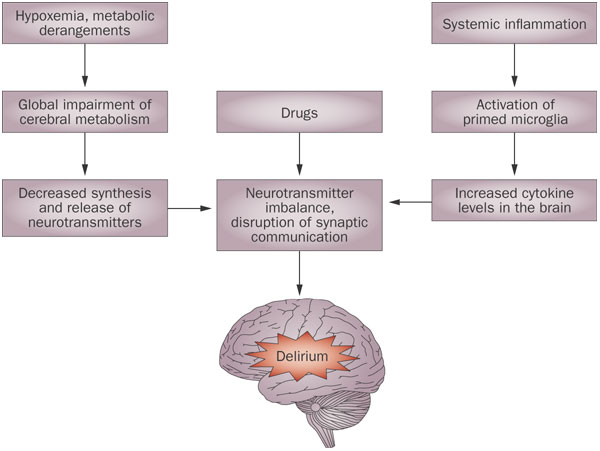 Hypoxemia, metabolic
derangements
Systemic inflammation
Global impairment of
cerebral metabolism
Drugs
Activation of
primed microglia
Decreased synthesis
and release of
neurotransmitters
Neurotransmitter
imbalance,
disruption of synaptic
communication
Increased cytokine
levels in the brain
Delirium